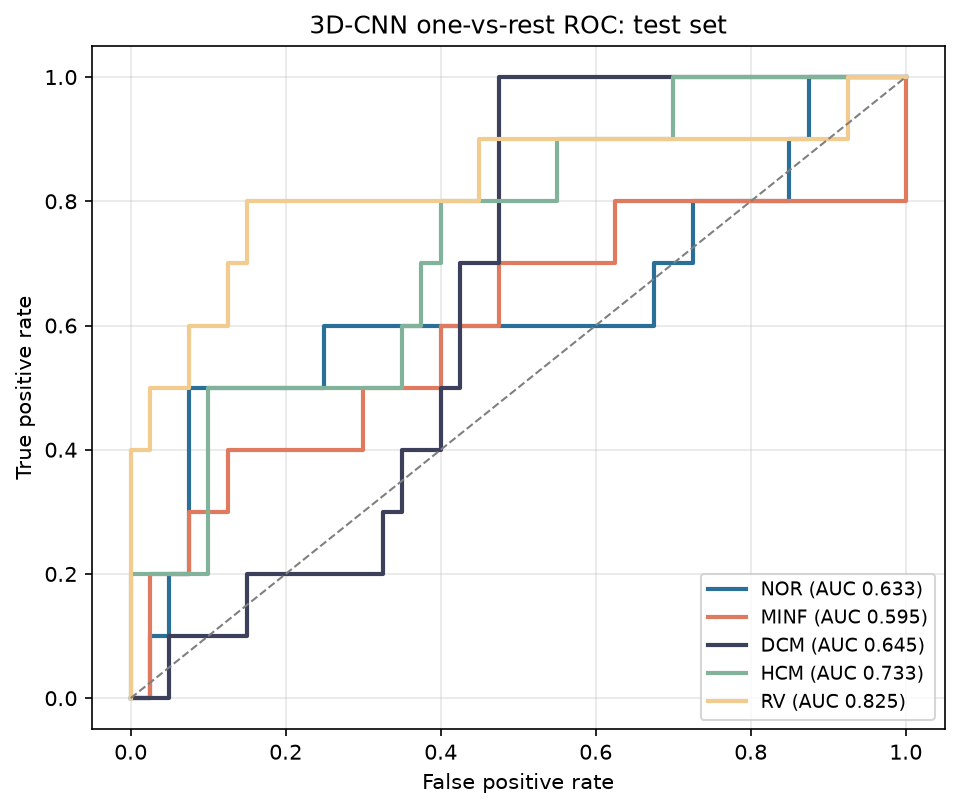 3D-CNN one-vs-rest ROC: test set
1.0
0.8
0.6
0.4
0.2
0.0
True positive rate
0.0 0.2 0.4 0.6 0.8 1.0
False positive rate
NOR (AUC 0.633)
MINF (AUC 0.595)
DCM (AUC 0.645)
HCM (AUC 0.733)
RV (AUC 0.825)